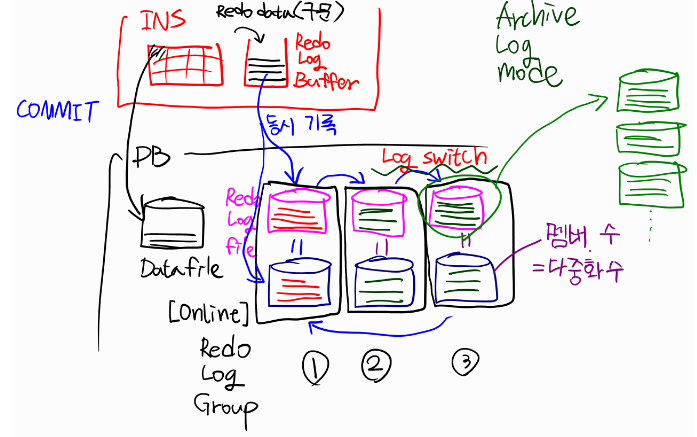 INS
Redo data(구문)
Redo
Log
Buffer
Archive
Log
mode
COMMIT
동시 기록
DB
Log switch
Redo
Log
file
Datafile
멤버 수
=다중화수
[Online]
Redo
Log
Group
① ② ③